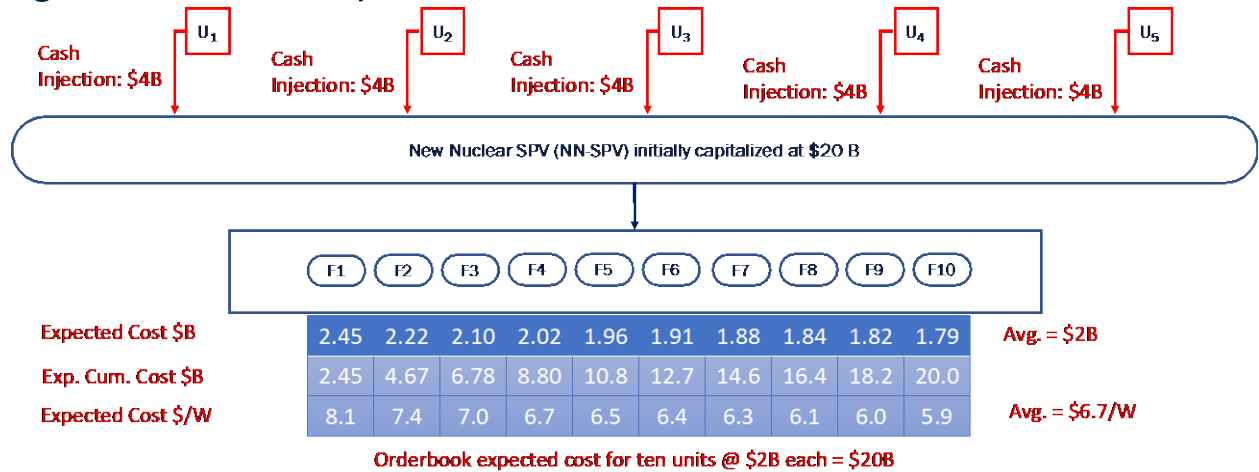 U1
U2
U3
U4
U5
Cash
Injection: $4B
Cash
Injection: $4B
Cash
Injection: $4B
Cash
Injection: $4B
Cash
Injection: $4B
New Nuclear SPV (NN-SPV) initially capitalized at $20 B
F1 F2 F3 F4 F5 F6 F7 F8 F9 F10
Expected Cost $B 2.45 2.22 2.10 2.02 1.96 1.91 1.88 1.84 1.82 1.79 Avg. = $2B
Exp. Cum. Cost $B 2.45 4.67 6.78 8.80 10.8 12.7 14.6 16.4 18.2 20.0
Expected Cost $/W 8.1 7.4 7.0 6.7 6.5 6.4 6.3 6.1 6.0 5.9 Avg. = $6.7/W
Orderbook expected cost for ten units @ $2B each = $20B